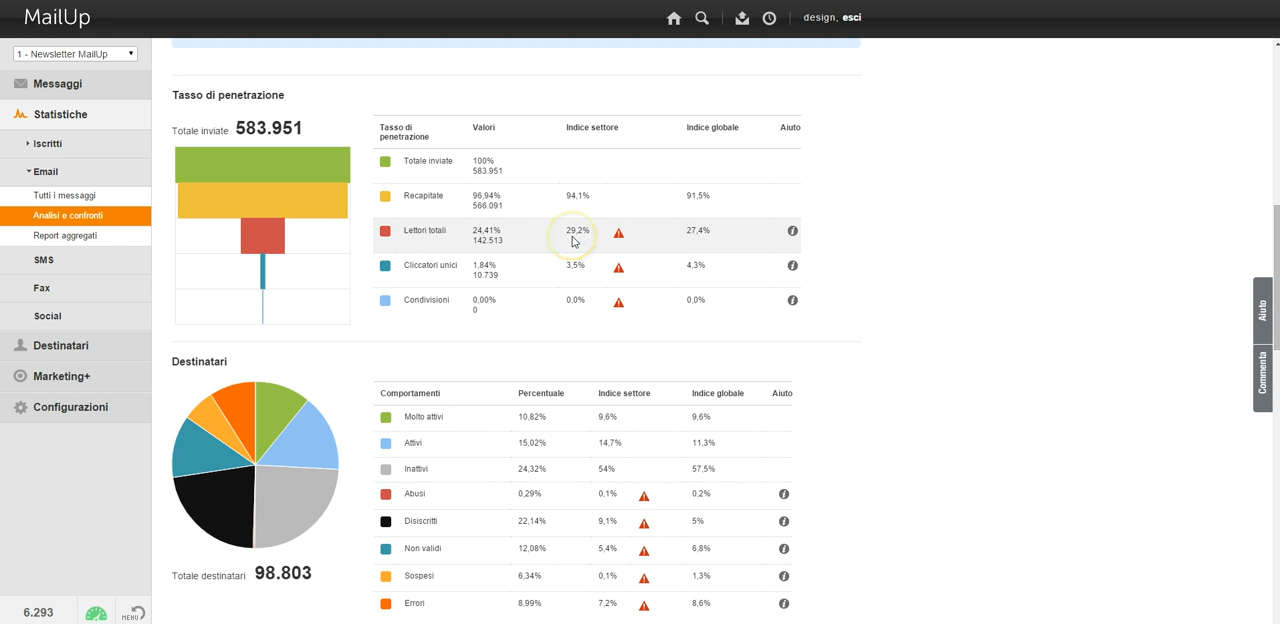 MailUp
design, esci
1 - Newsletter MailUp
Messaggi
Statistiche
Iscritti
Email
Tutti i messaggi
Analisi e confronti
Report aggregati
SMS
Fax
Social
Destinatari
Marketing+
Configurazioni
6.293
MENU
Tasso di penetrazione
Totale inviate 583.951
Tasso di penetrazione Valori Indice settore Indice globale Aiuto
Totale inviate 100%
583.951
Recapitate 96,94% 94,1% 91,5%
566.091
Lettori totali 24,41% 29,2% 27,4%
142.513
Cliccatori unici 1,84% 3,5% 4,3%
10.739
Condivisioni 0,00% 0,0% 0,0%
0
Destinatari
Totale destinatari 98.803
Comportamenti Percentuale Indice settore Indice globale Aiuto
Molto attivi 10,82% 9,6% 9,6%
Attivi 15,02% 14,7% 11,3%
Inattivi 24,32% 54% 57,5%
Abusi 0,29% 0,1% 0,2%
Disiscritti 22,14% 9,1% 5%
Non validi 12,08% 5,4% 6,8%
Sospesi 6,34% 0,1% 1,3%
Errori 8,99% 7,2% 8,6%
Aiuto
Commenta